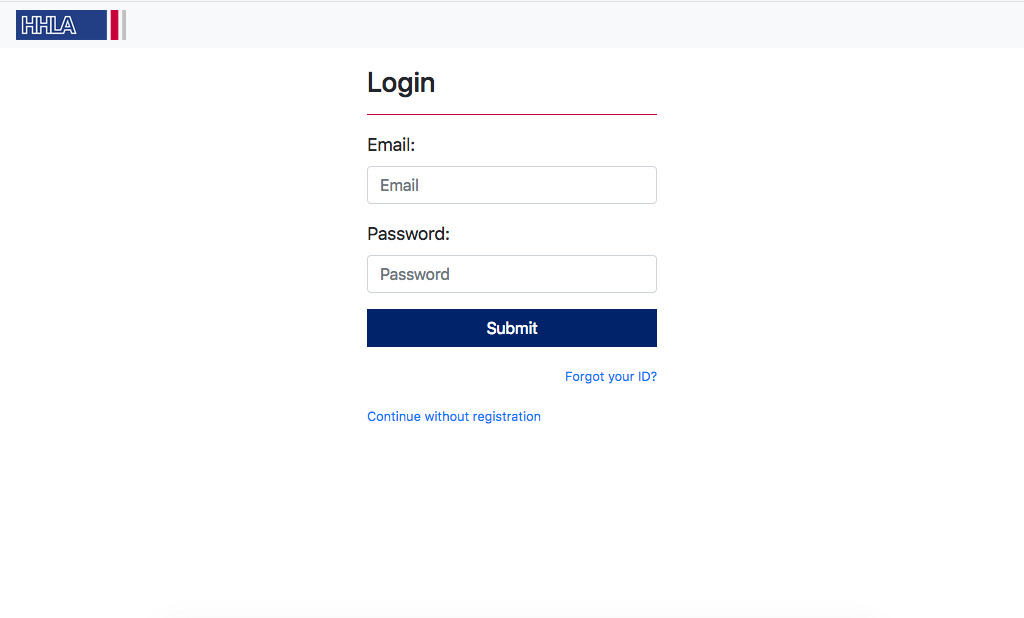 HHLA
Login
Email:
Email
Password:
Password
Submit
Forgot your ID?
Continue without registration